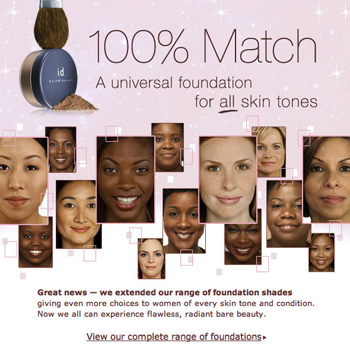 100% Match
A universal foundation
for all skin tones
id
Great news — we extended our range of foundation shades
giving even more choices to women of every skin tone and condition.
Now we all can experience flawless, radiant bare beauty.
View our complete range of foundations▸